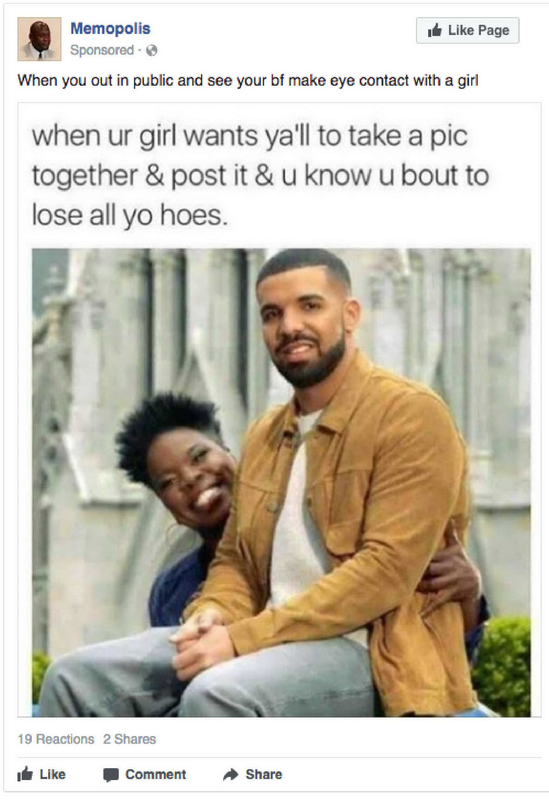 Memopolis
Like Page
Sponsored ·
When you out in public and see your bf make eye contact with a girl
when ur girl wants ya'll to take a pic
together & post it & u know u bout to
lose all yo hoes.
19 Reactions 2 Shares
Like Comment Share